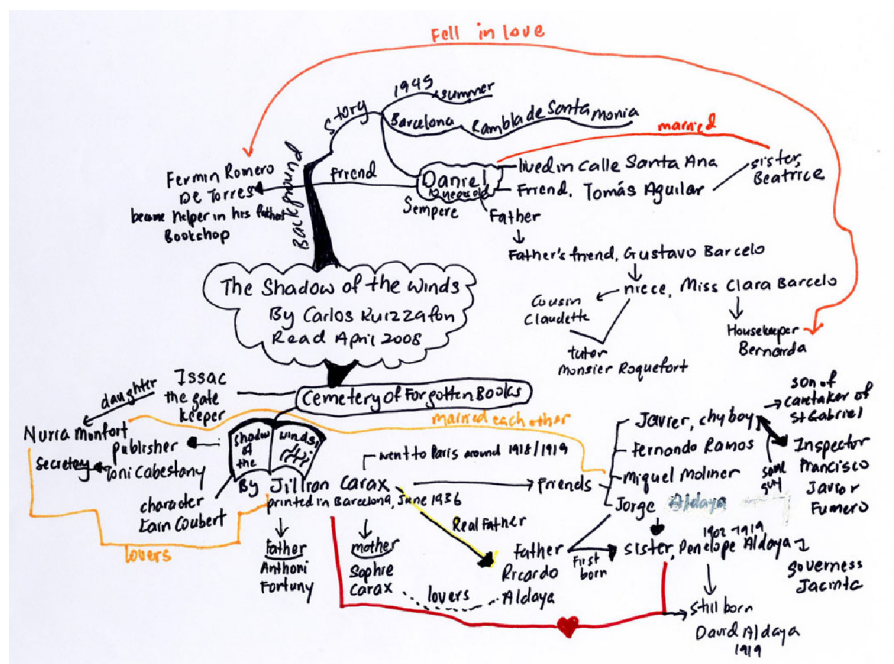 Fell in love
1945 summer
Story
Barcelona Rambla de Santa monia
married
Background
Fermin Romero
De Torres
became helper in his father
Bookshop
Friend
Daniel
Sempere
lived in Calle Santa Ana
Friend, Tomás Aguilar
sister,
Beatrice
Father
Father's friend, Gustavo Barcelo
niece, Miss Clara Barcelo
Cousin
Claudette
tutor
Monsier Roquefort
Housekeeper
Bernarda
The Shadow of the Winds
By Carlos Ruizzafon
Read April 2008
Cemetery of Forgotten Books
daughter
Issac
the gate
keeper
Nuria Monfort
Publisher
Secretary
Toni Cabestany
Shadow
of the
Winds
By Jilian Carax
printed in Barcelona, June 1936
character
Lain Coubert
married each other
lovers
went to Paris around 1918/1919
Friends
Javier, chyboy
son of
caretaker of
St Gabriel
Fernando Ramos
Miquel Moliner
Jorge Aldaya
same
guy
Inspector
Francisco
Javier
Fumero
Real Father
father
Anthoni
Fortuny
mother
Sophie
Carax
lovers
Father
Ricardo
Aldaya
First
born
1902-1919
Sister, Penelope Aldaya
governess
Jacinta
still born
David Aldaya
1919